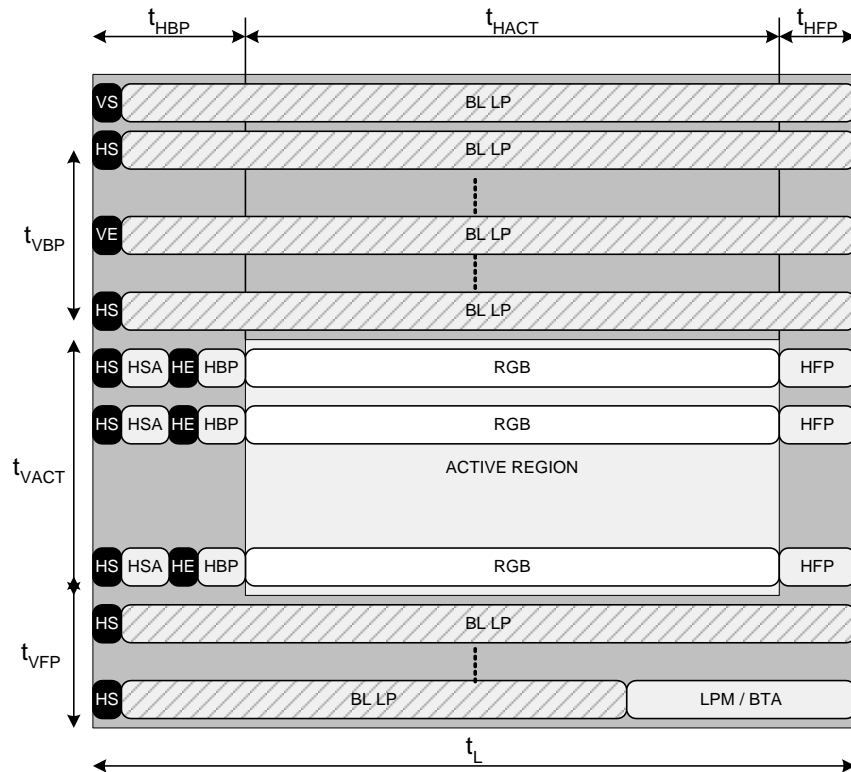 tHBP tHACT tHFP
VS BL LP
HS BL LP
tVBP
VE BL LP
HS BL LP
HS HSA HE HBP RGB HFP
HS HSA HE HBP RGB HFP
tVACT ACTIVE REGION
HS HSA HE HBP RGB HFP
HS BL LP
tVFP
HS BL LP LPM / BTA
tL